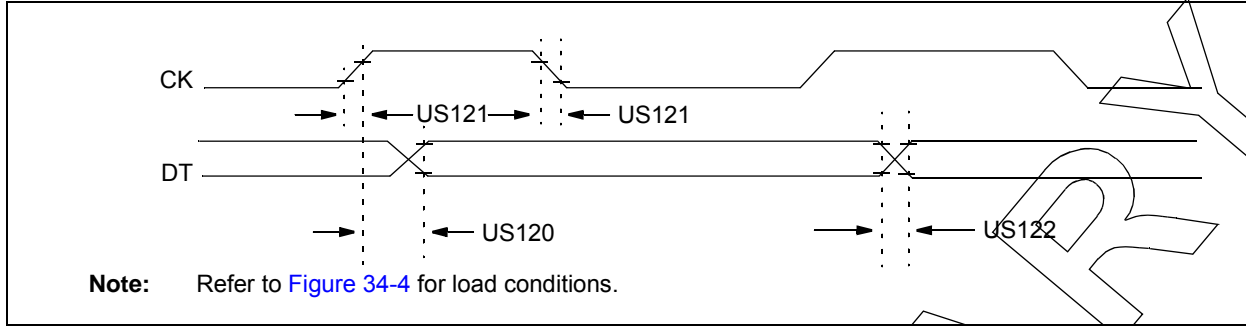 CK
US121 US121
DT
US120 US122
Note: Refer to Figure 34-4 for load conditions.